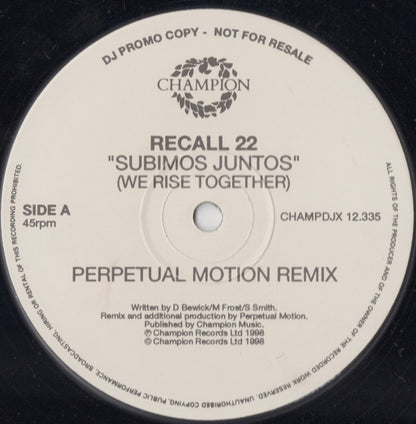 DJ PROMO COPY - NOT FOR RESALE
CHAMPION
RECALL 22
"SUBIMOS JUNTOS"
(WE RISE TOGETHER)
SIDE A
45rpm
CHAMPDJX 12.335
PERPETUAL MOTION REMIX
Written by D Bewick/M Frost/S Smith.
Remix and additional production by Perpetual Motion.
Published by Champion Music.
℗ Champion Records Ltd 1998
© Champion Records Ltd 1998
ALL RIGHTS OF THE PRODUCER AND OF THE OWNER OF THE RECORDED WORK RESERVED. UNAUTHORISED COPYING, PUBLIC PERFORMANCE, BROADCASTING, HIRING OR RENTAL OF THIS RECORDING PROHIBITED.